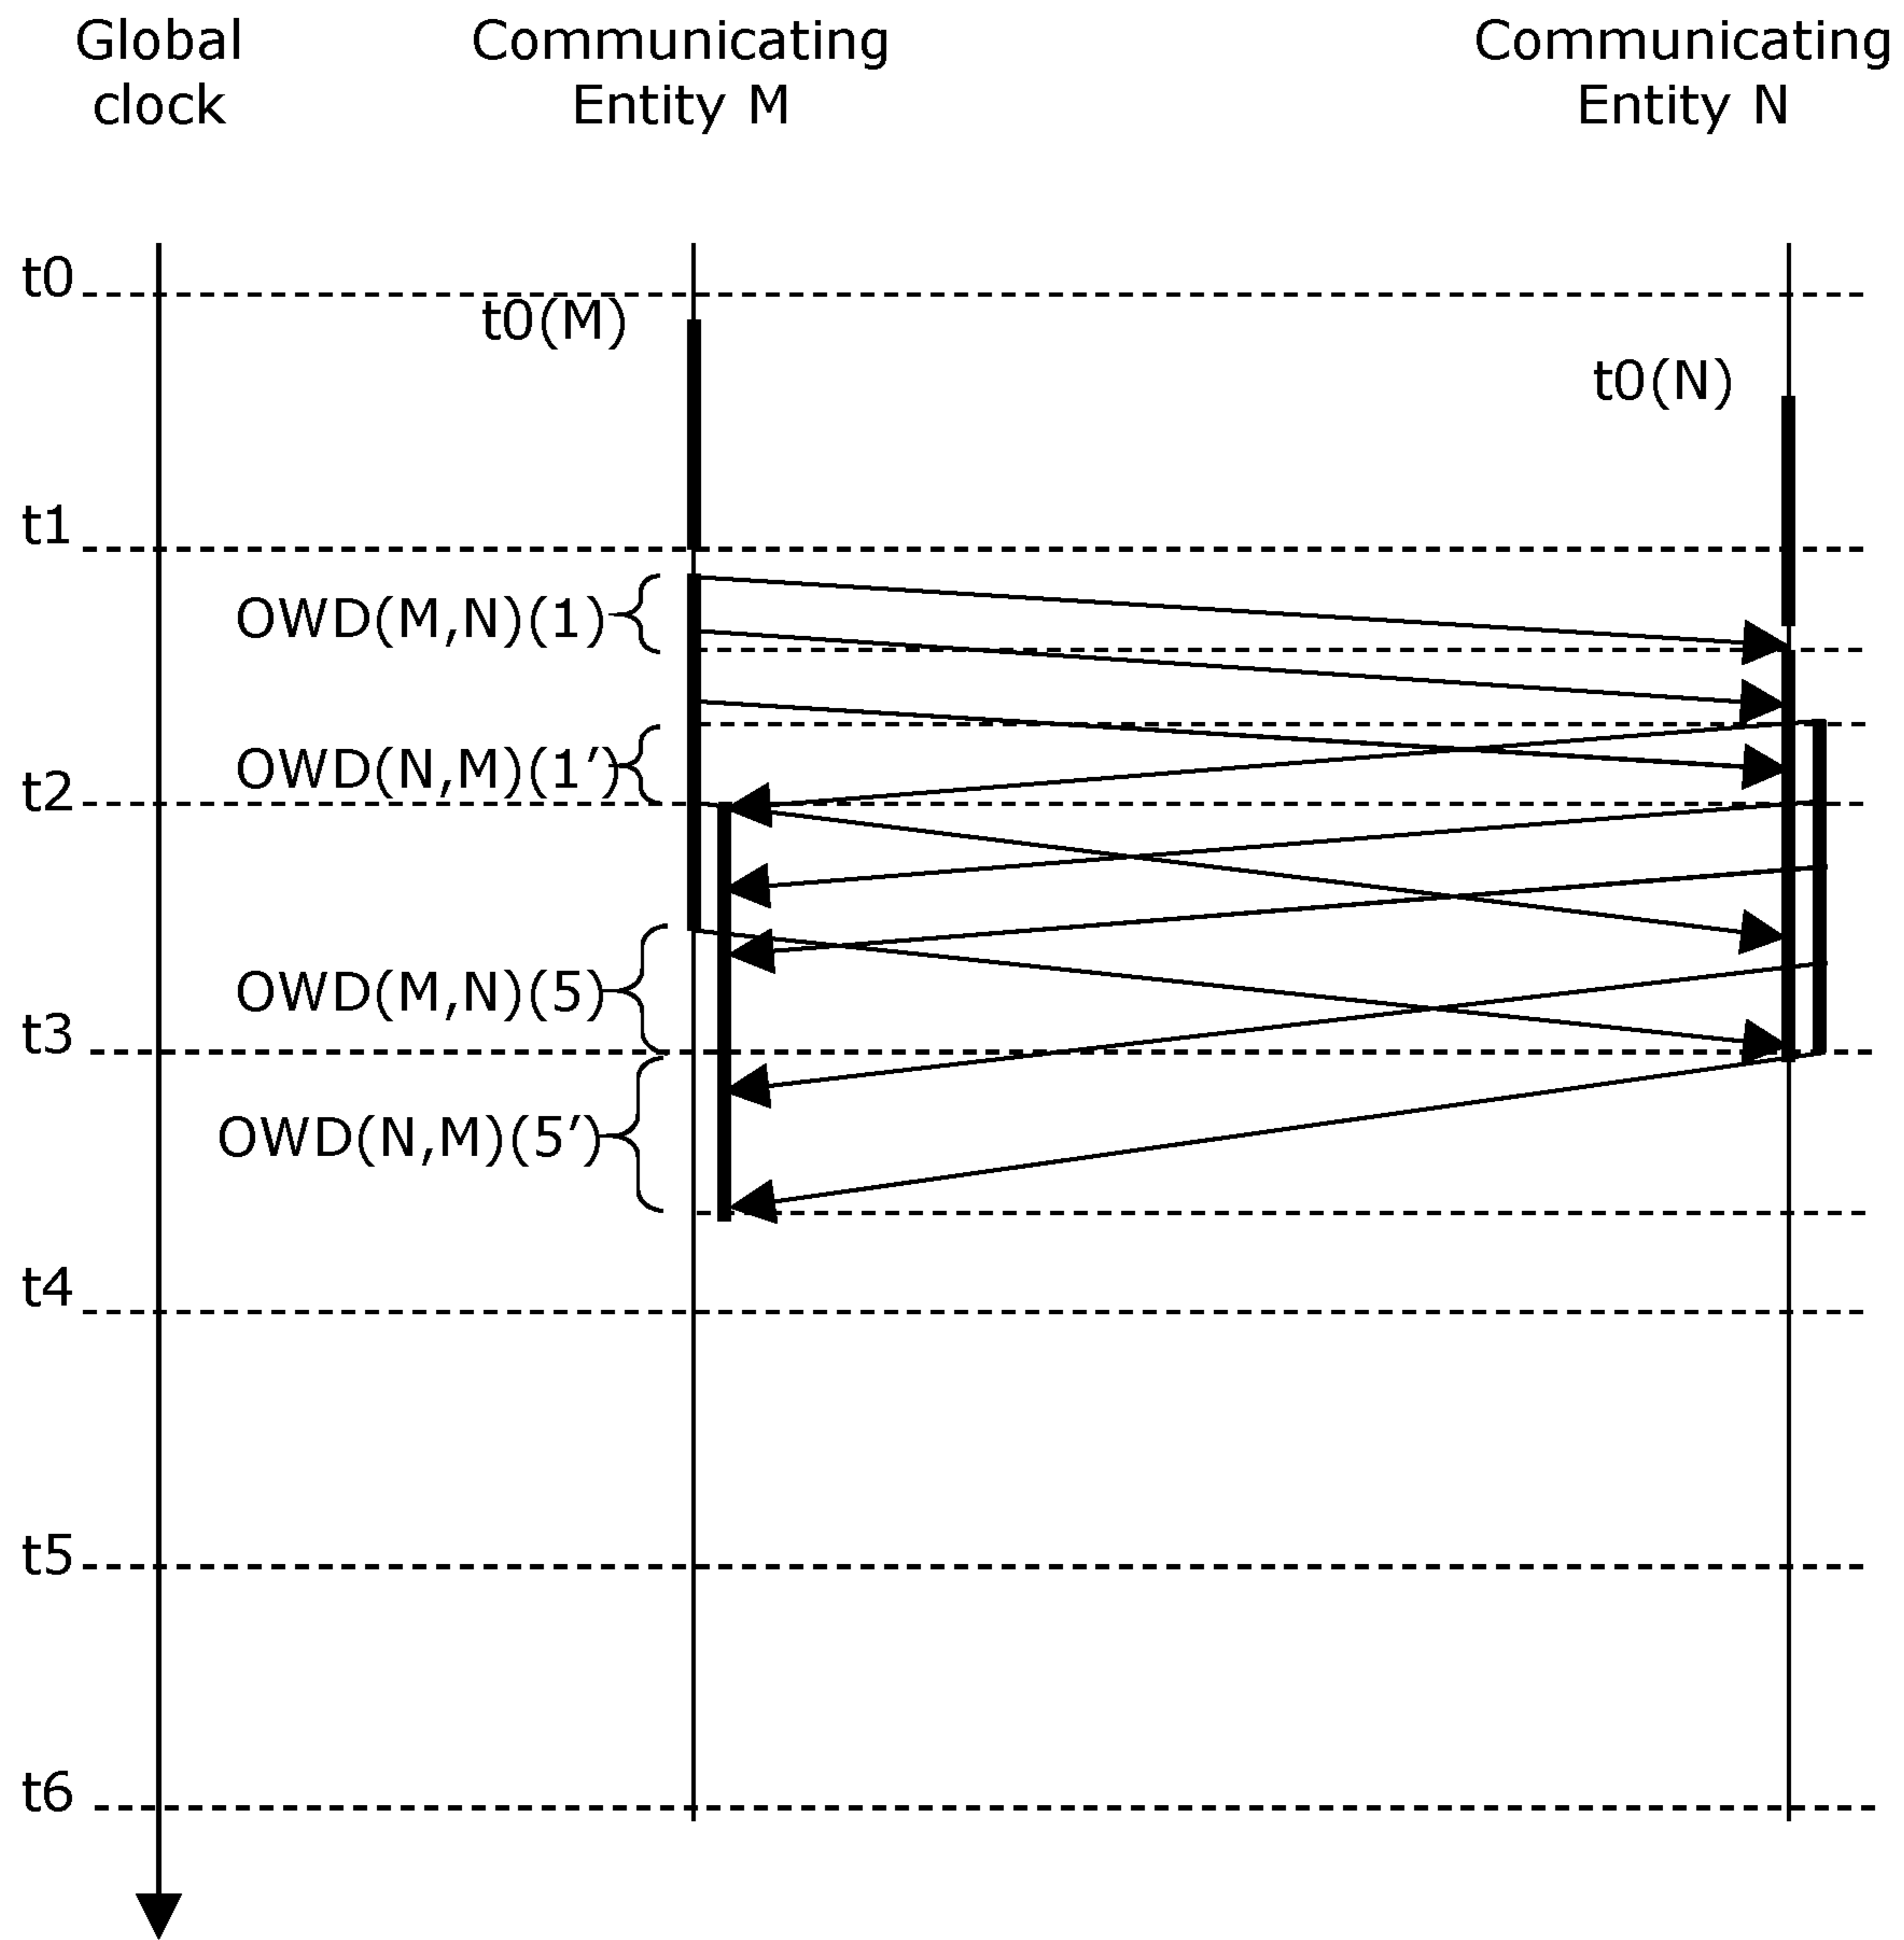 Global
clock
Communicating
Entity M
Communicating
Entity N
t0
t0(M)
t0(N)
t1
OWD(M,N)(1)
OWD(N,M)(1’)
t2
OWD(M,N)(5)
t3
OWD(N,M)(5’)
t4
t5
t6